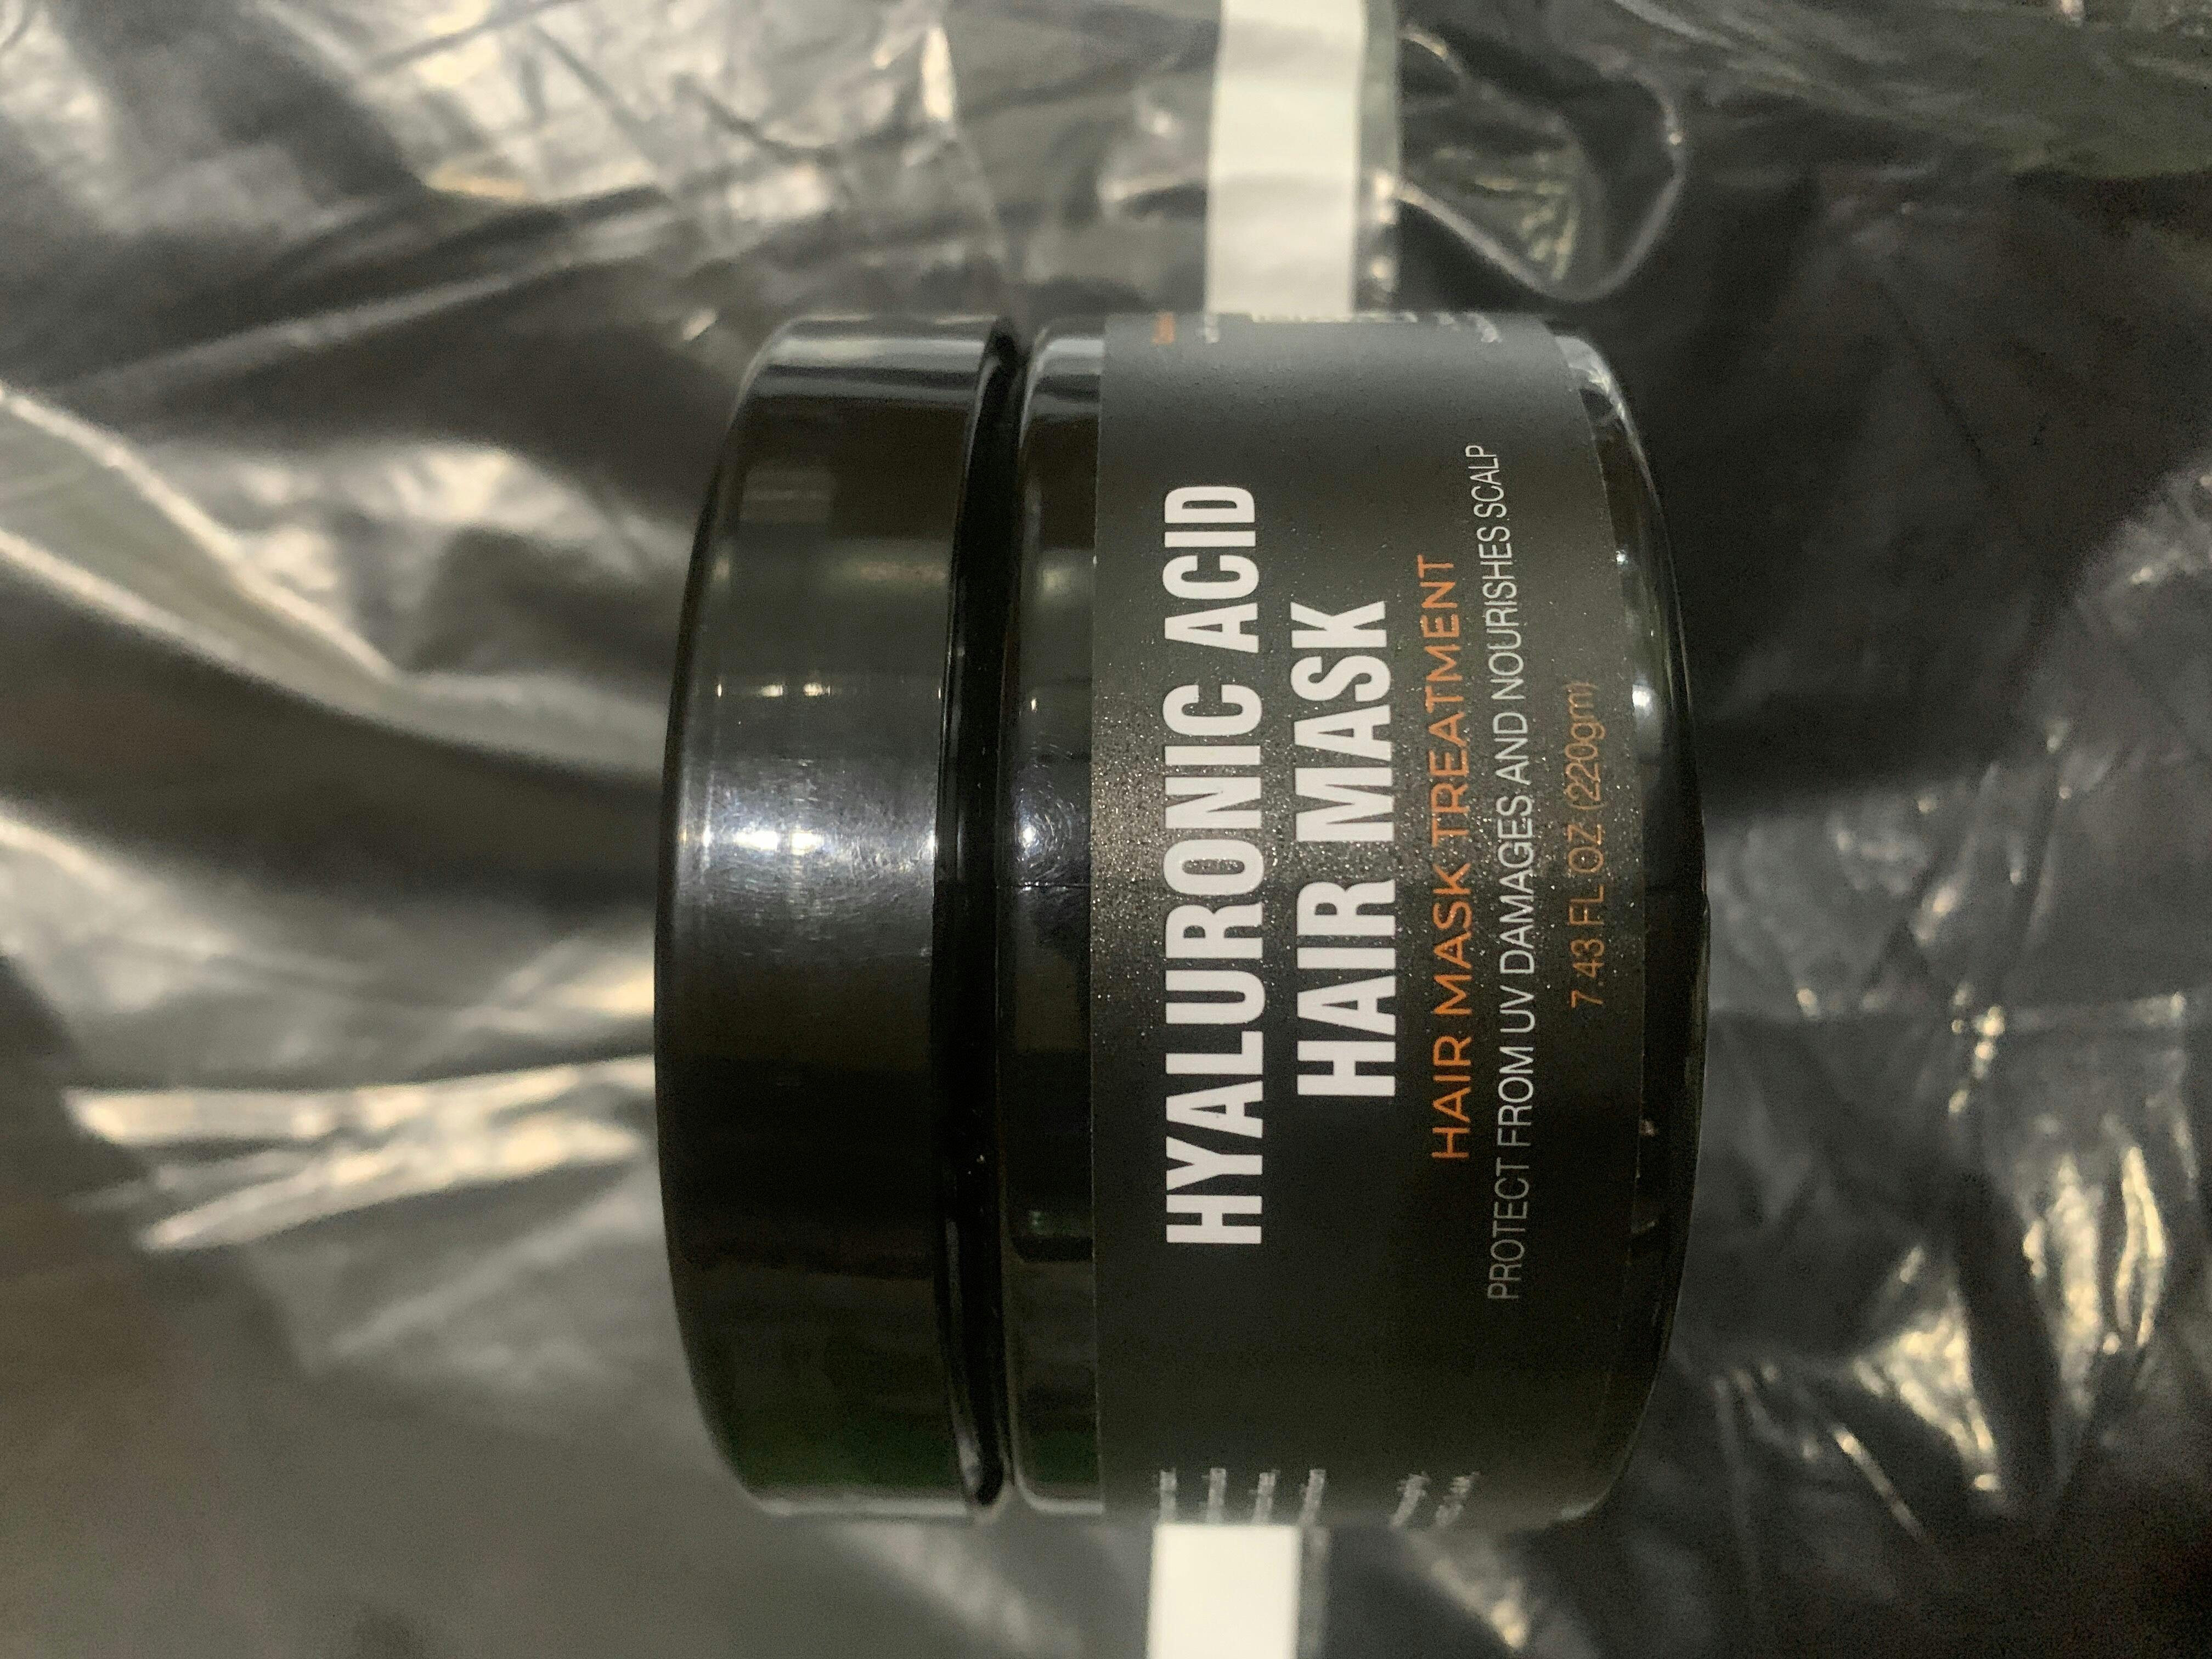 HYALURONIC ACID
HAIR MASK
HAIR MASK TREATMENT
PROTECT FROM UV DAMAGES AND NOURISHES SCALP
7.43 FL OZ (220gm)